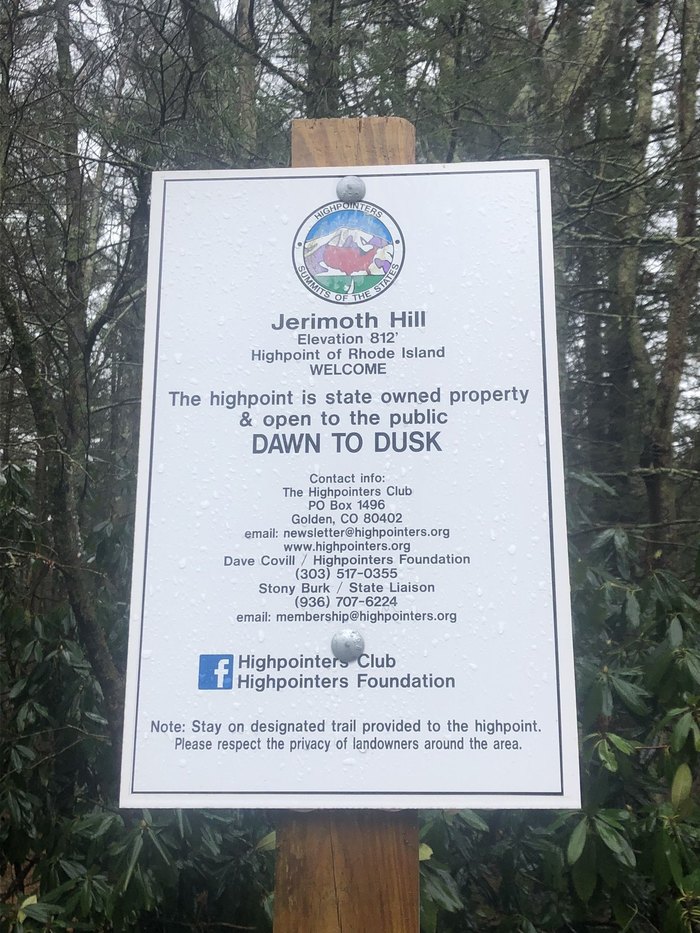 HIGHPOINTERS
SUMMITS OF THE STATES
Jerimoth Hill
Elevation 812'
Highpoint of Rhode Island
WELCOME
The highpoint is state owned property
& open to the public
DAWN TO DUSK
Contact info:
The Highpointers Club
PO Box 1496
Golden, CO 80402
email: newsletter@highpointers.org
www.highpointers.org
Dave Covill / Highpointers Foundation
(303) 517-0355
Stony Burk / State Liaison
(936) 707-6224
email: membership@highpointers.org
f Highpointers Club
Highpointers Foundation
Note: Stay on designated trail provided to the highpoint.
Please respect the privacy of landowners around the area.